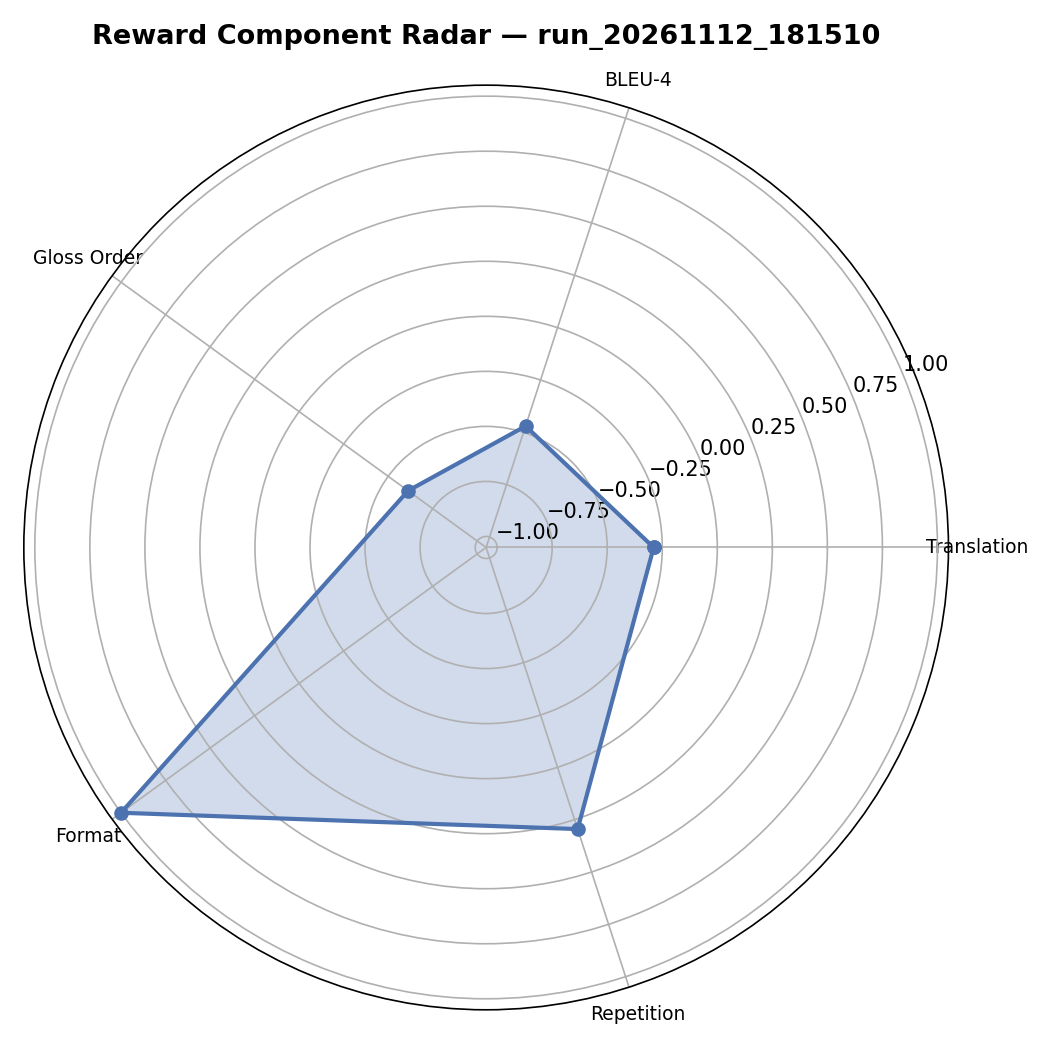 Reward Component Radar — run_20261112_181510
BLEU-4
Gloss Order
1.00
0.75
0.50
0.25
0.00
−0.25
−0.50
−0.75
−1.00
Translation
Format
Repetition